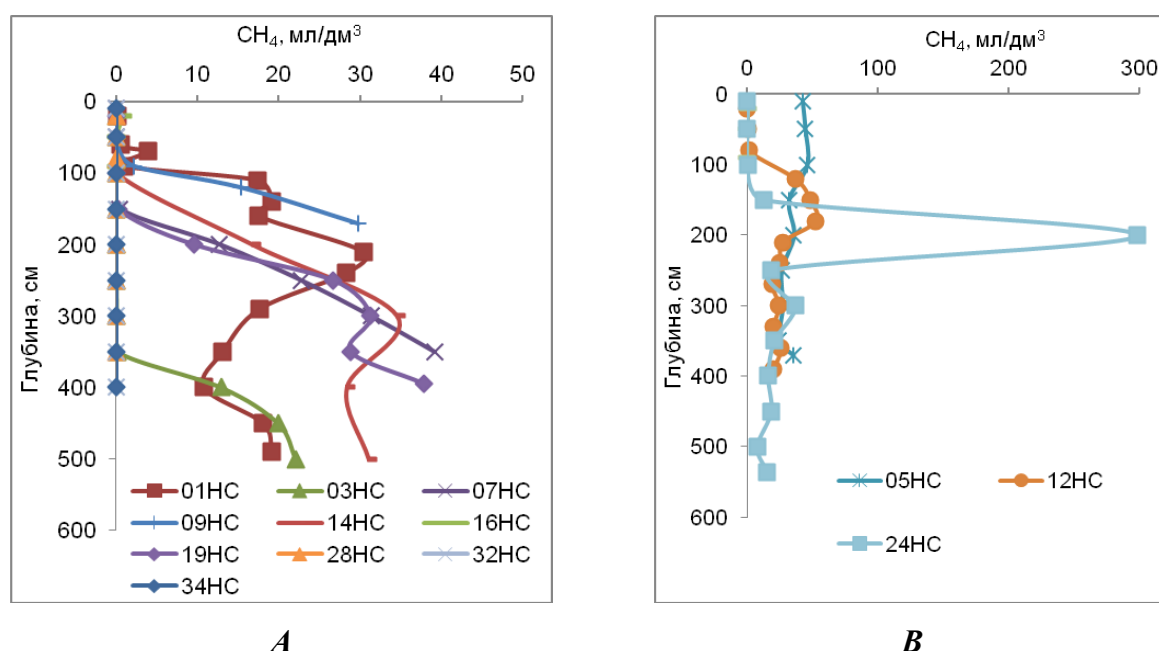 CH₄, мл/дм³
0 10 20 30 40 50
0
100
200
300
400
500
600
Глубина, см
01НС 03НС 07НС
09НС 14НС 16НС
19НС 28НС 32НС
34НС
А
CH₄, мл/дм³
0 100 200 300
0
100
200
300
400
500
600
Глубина, см
05НС 12НС
24НС
В